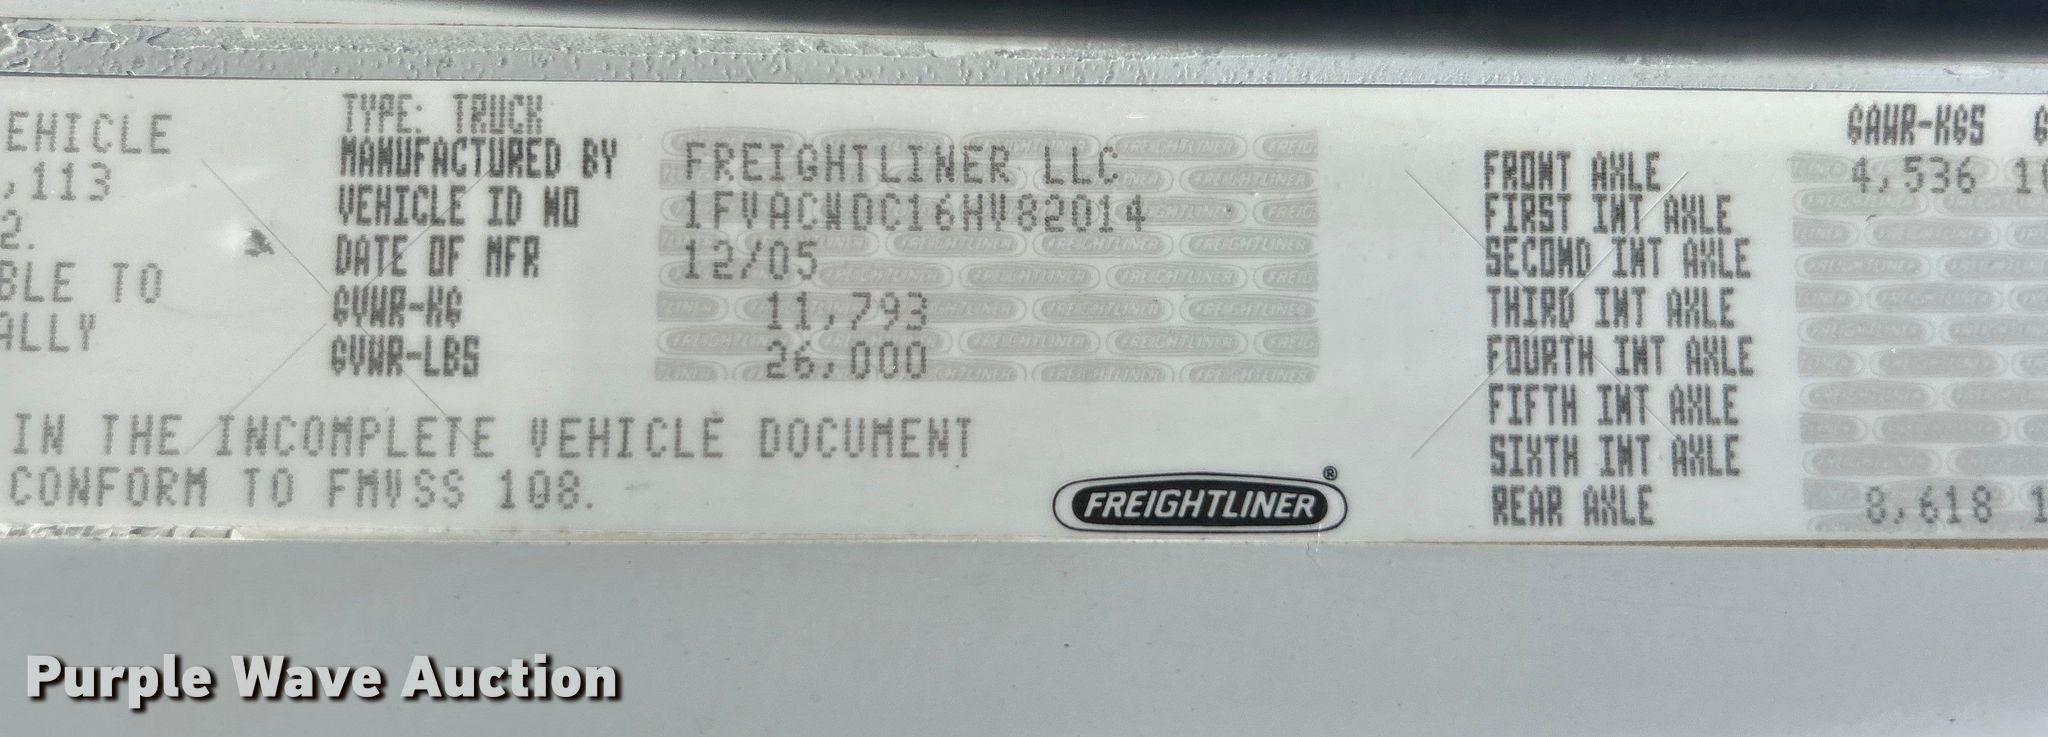 EHICLE
,113
2.
BLE TO
ALLY
TYPE: TRUCK
MANUFACTURED BY FREIGHTLINER LLC
VEHICLE ID NO 1FVACWDC16HV82014
DATE OF MFR 12/05
GVWR-KG 11,793
GVWR-LBS 26,000
IN THE INCOMPLETE VEHICLE DOCUMENT
CONFORM TO FMVSS 108.
FREIGHTLINER®
GAWR-KGS G
FRONT AXLE 4,536 10
FIRST INT AXLE
SECOND INT AXLE
THIRD INT AXLE
FOURTH INT AXLE
FIFTH INT AXLE
SIXTH INT AXLE
REAR AXLE 8,618 1
Purple Wave Auction